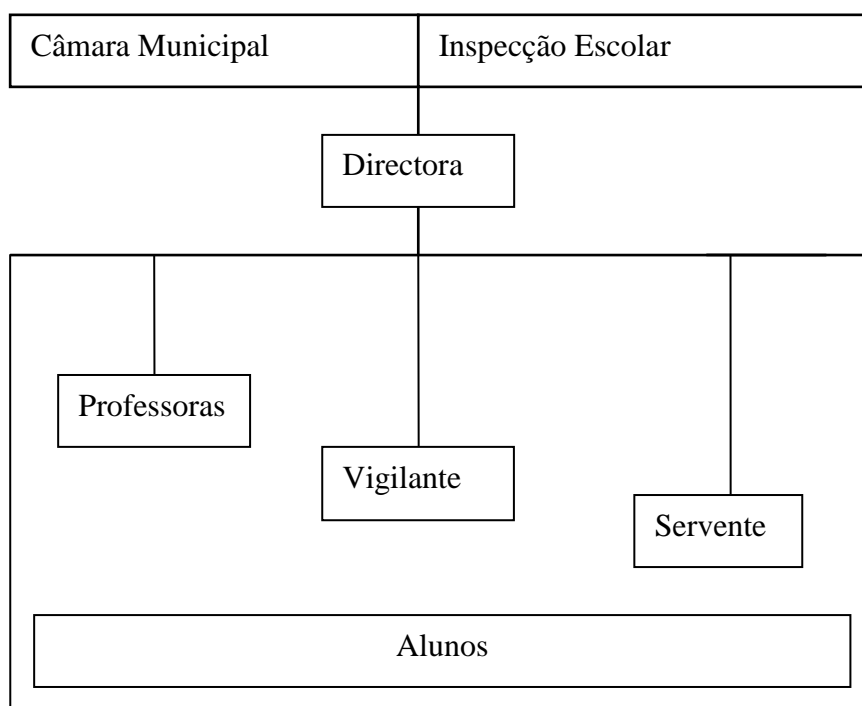 Câmara Municipal
Inspecção Escolar
Directora
Professoras
Vigilante
Servente
Alunos